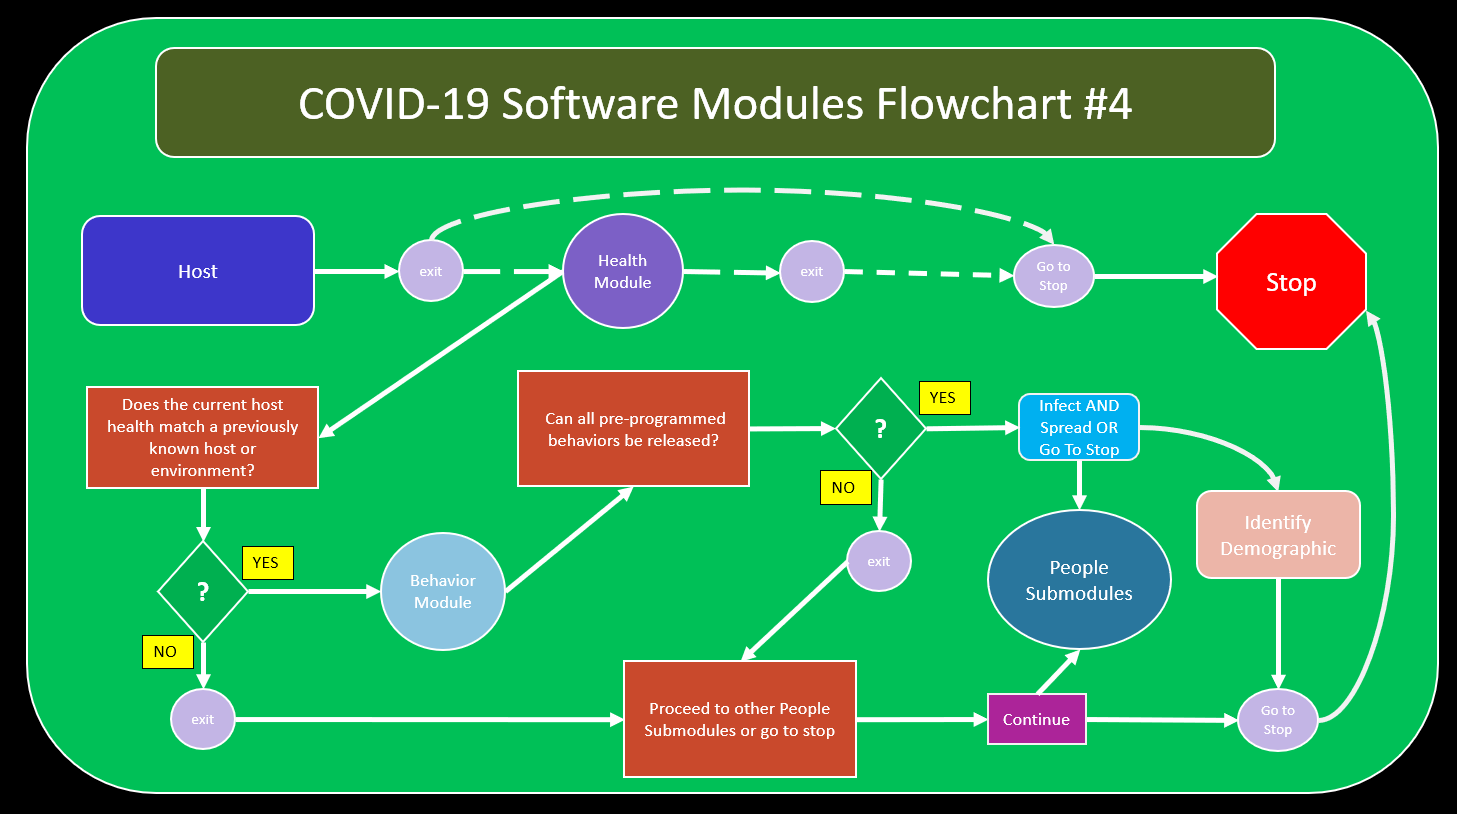 COVID-19 Software Modules Flowchart #4
Host
exit
Health
Module
exit
Go to
Stop
Stop
Does the current host
health match a previously
known host or
environment?
Can all pre-programmed
behaviors be released?
?
YES
NO
Infect AND
Spread OR
Go To Stop
Identify
Demographic
?
YES
NO
Behavior
Module
exit
People
Submodules
exit
Proceed to other People
Submodules or go to stop
Continue
Go to
Stop